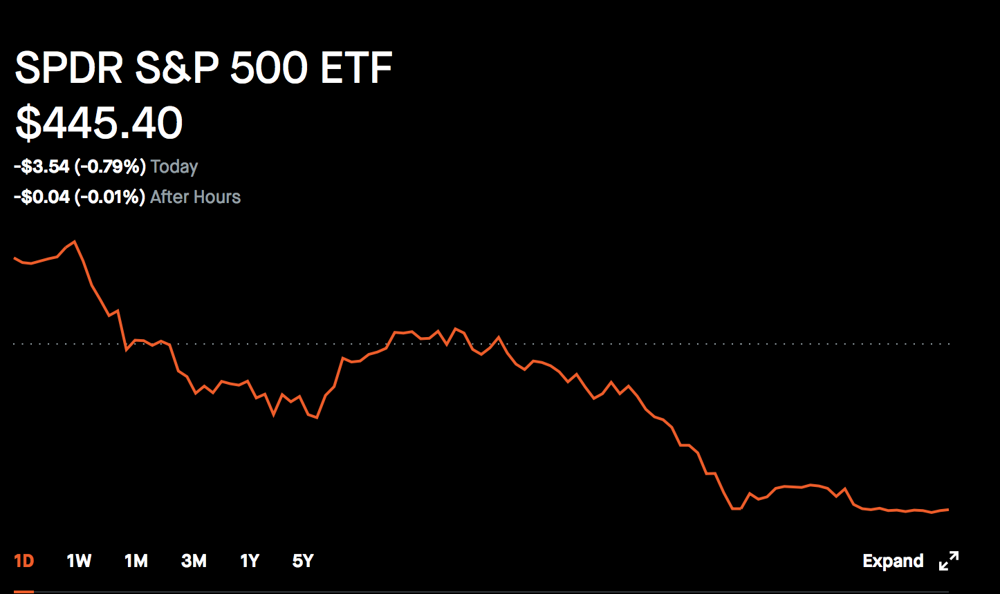 SPDR S&P 500 ETF
$445.40
-$3.54 (-0.79%) Today
-$0.04 (-0.01%) After Hours
1D 1W 1M 3M 1Y 5Y Expand